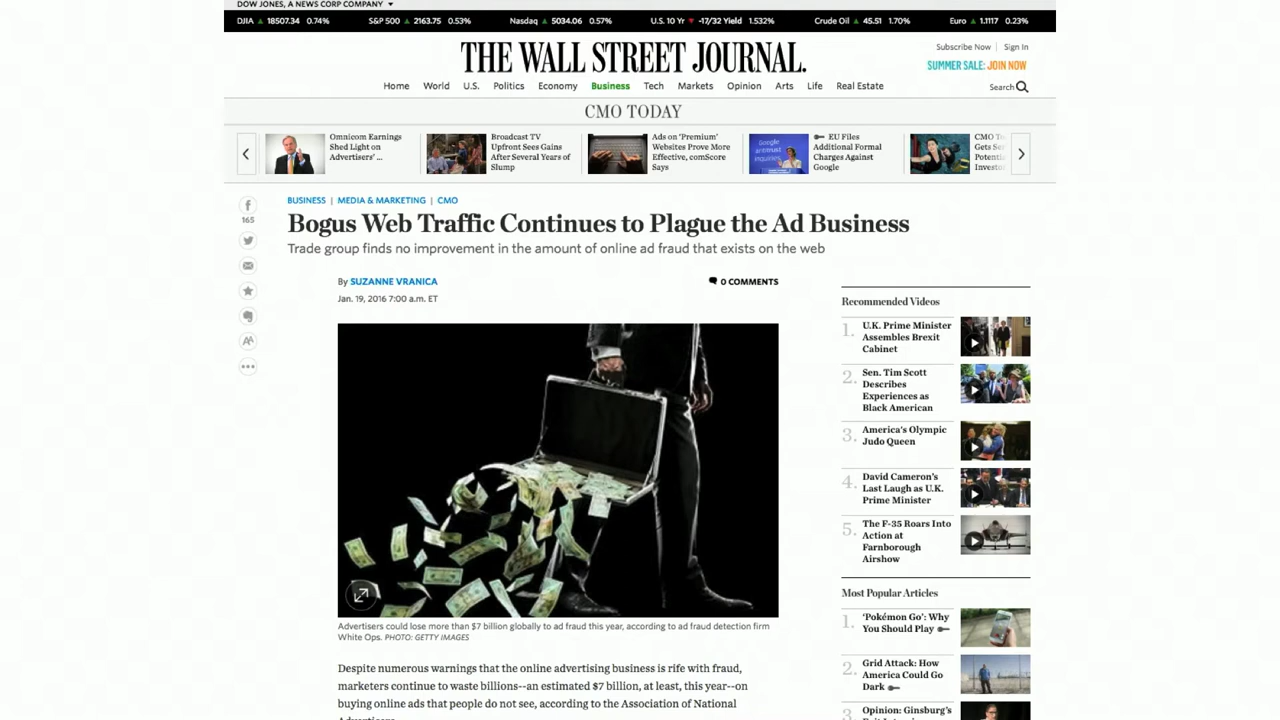 DOW JONES, A NEWS CORP COMPANY
DJIA ▲ 18507.34 0.74% S&P 500 ▲ 2163.75 0.53% Nasdaq ▲ 5034.06 0.57% U.S. 10 Yr ▼ -17/32 Yield 1.532% Crude Oil ▲ 45.51 1.70% Euro ▲ 1.1117 0.23%
THE WALL STREET JOURNAL.
Subscribe Now | Sign In
SUMMER SALE: JOIN NOW
Home World U.S. Politics Economy Business Tech Markets Opinion Arts Life Real Estate
Search
CMO TODAY
Omnicom Earnings
Shed Light on
Advertisers' ...
Broadcast TV
Upfront Sees Gains
After Several Years of
Slump
Ads on 'Premium'
Websites Prove More
Effective, comScore
Says
Google
antitrust
inquiries
EU Files
Additional Formal
Charges Against
Google
CMO
Gets
BUSINESS | MEDIA & MARKETING | CMO
Bogus Web Traffic Continues to Plague the Ad Business
Trade group finds no improvement in the amount of online ad fraud that exists on the web
165
By SUZANNE VRANICA
0 COMMENTS
Jan. 19, 2016 7:00 a.m. ET
AA
Advertisers could lose more than $7 billion globally to ad fraud this year, according to ad fraud detection firm
White Ops. PHOTO: GETTY IMAGES
Despite numerous warnings that the online advertising business is rife with fraud,
marketers continue to waste billions--an estimated $7 billion, at least, this year--on
buying online ads that people do not see, according to the Association of National
Advertisers
Recommended Videos
1. U.K. Prime Minister
Assembles Brexit
Cabinet
2. Sen. Tim Scott
Describes
Experiences as
Black American
3. America's Olympic
Judo Queen
4. David Cameron's
Last Laugh as U.K.
Prime Minister
5. The F-35 Roars Into
Action at
Farnborough
Airshow
Most Popular Articles
1. 'Pokémon Go': Why
You Should Play
2. Grid Attack: How
America Could Go
Dark
3. Opinion: Ginsburg's